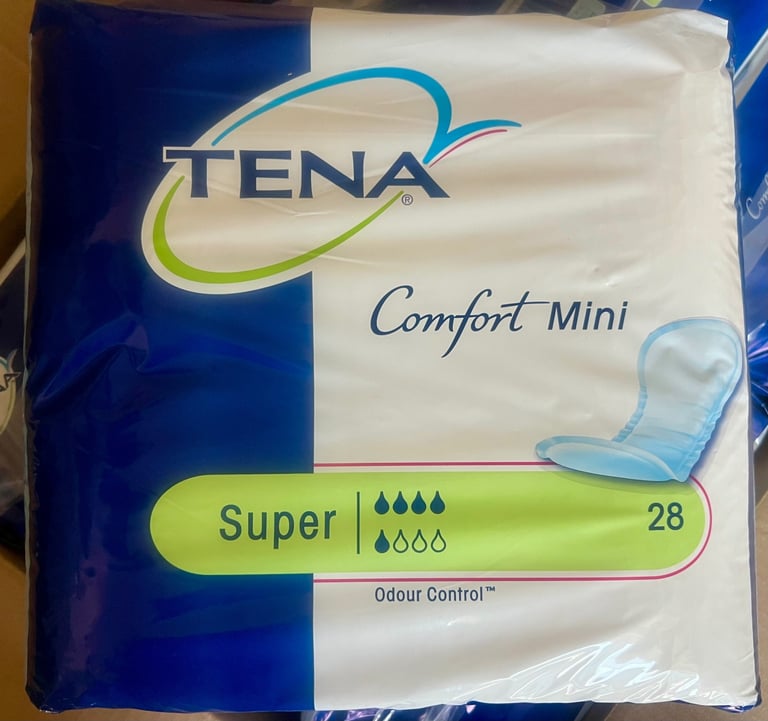 TENA®
Comfort Mini
Super
28
Odour Control™